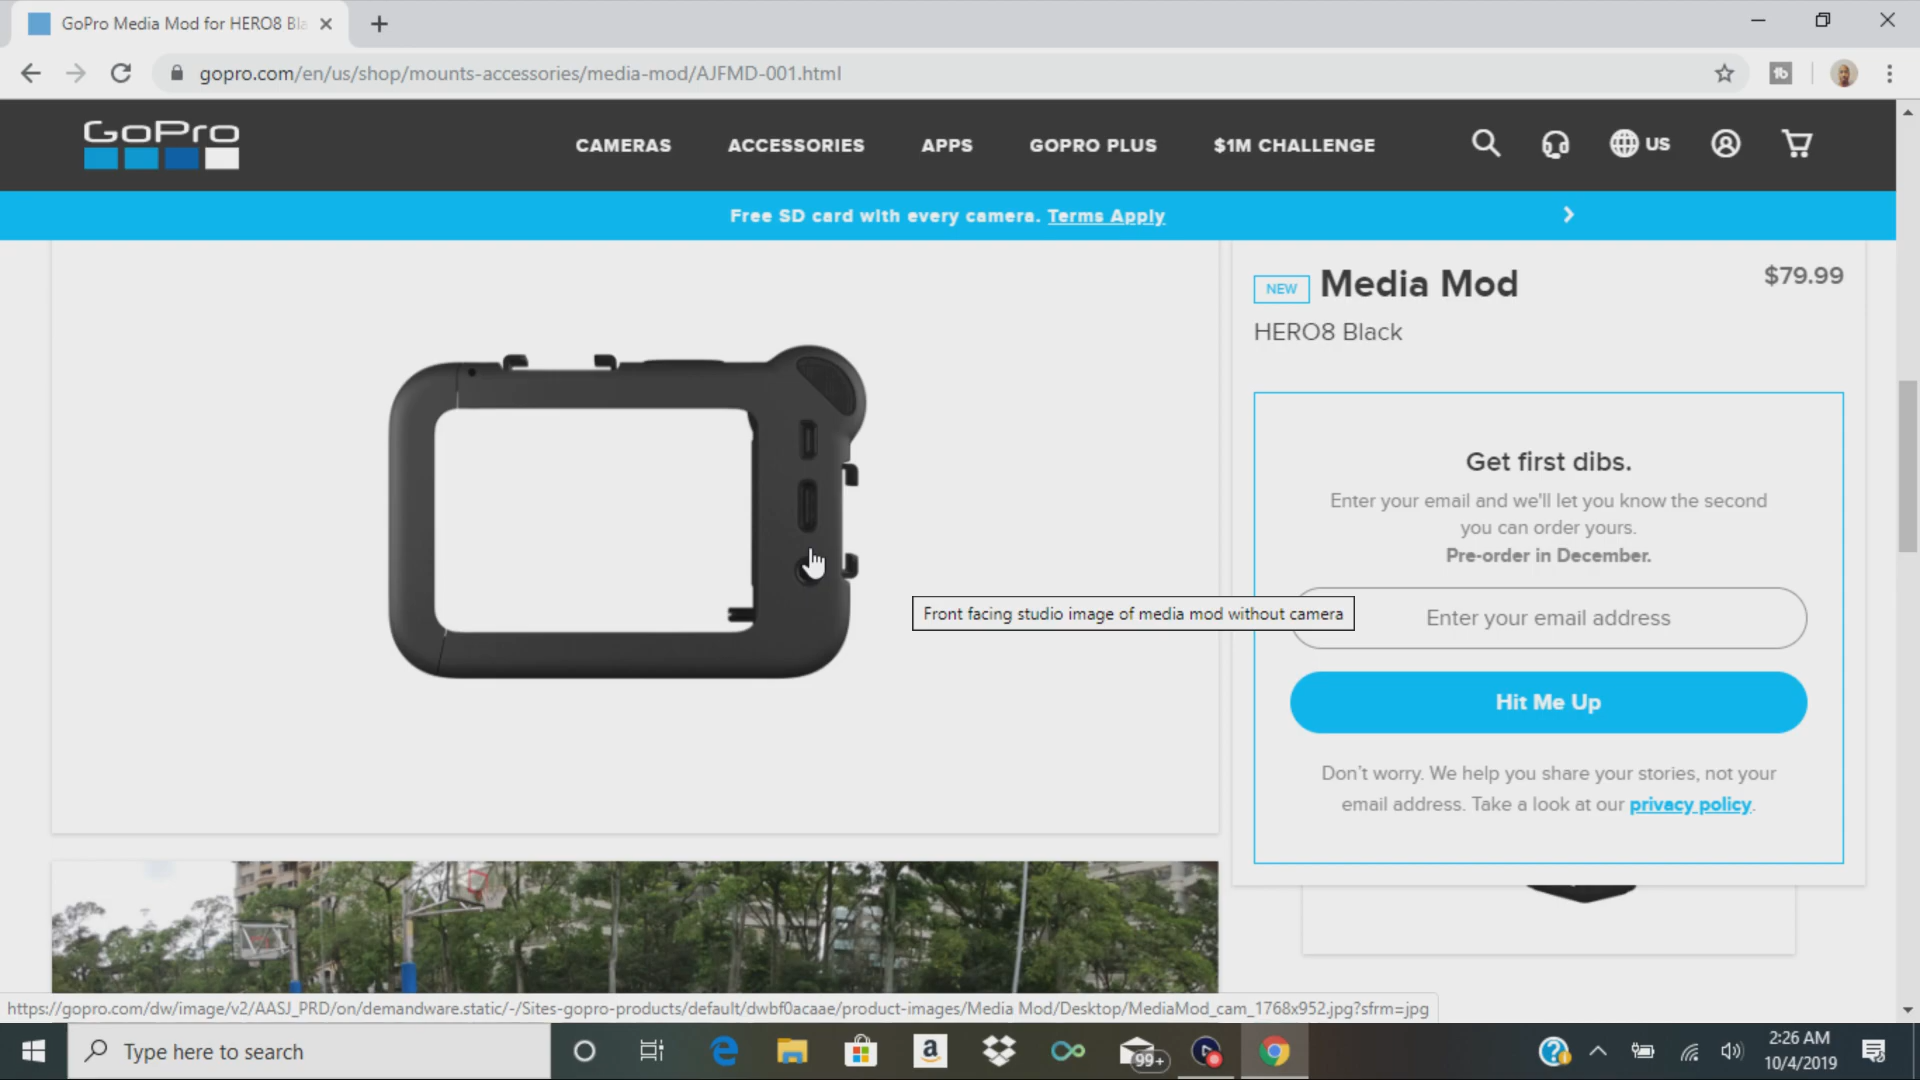 GoPro Media Mod for HERO8 Bla
gopro.com/en/us/shop/mounts-accessories/media-mod/AJFMD-001.html
GoPro
CAMERAS
ACCESSORIES
APPS
GOPRO PLUS
$1M CHALLENGE
US
Free SD card with every camera. Terms Apply
NEW Media Mod
$79.99
HERO8 Black
Get first dibs.
Enter your email and we'll let you know the second
you can order yours.
Pre-order in December.
Front facing studio image of media mod without camera
Enter your email address
Hit Me Up
Don't worry. We help you share your stories, not your
email address. Take a look at our privacy policy.
https://gopro.com/dw/image/v2/AASJ_PRD/on/demandware.static/-/Sites-gopro-products/default/dwbf0acaae/product-images/Media Mod/Desktop/MediaMod_cam_1768x952.jpg?sfrm=jpg
Type here to search
99+
2:26 AM
10/4/2019